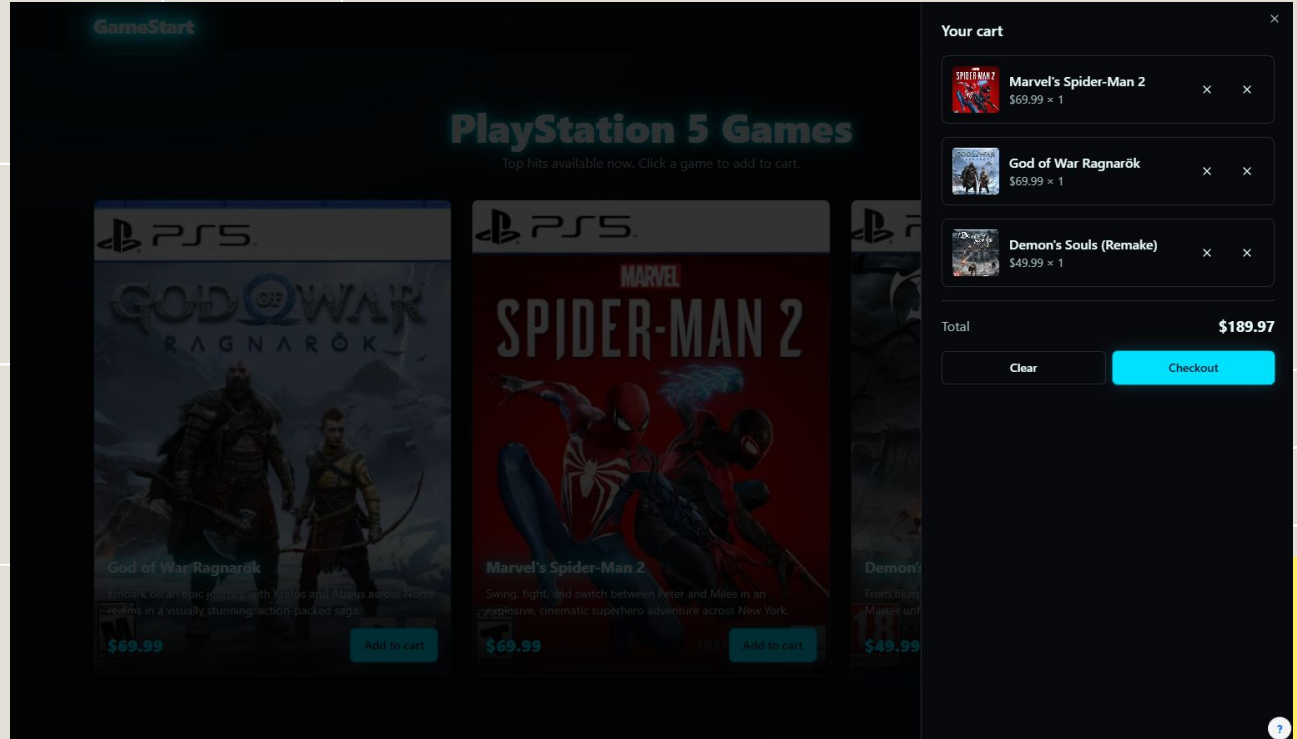 GameStart
PlayStation 5 Games
Top hits available now. Click a game to add to cart.
PS5
GOD OF WAR
RAGNARÖK
God of War Ragnarök
Embark on an epic journey with Kratos and Atreus across Norse
realms in a visually stunning, action-packed saga.
$69.99
Add to cart
PS5
MARVEL
SPIDER-MAN 2
Marvel's Spider-Man 2
Swing, fight, and switch between Peter and Miles in an
explosive, cinematic superhero adventure across New York.
$69.99
Add to cart
Demon's
$49.99
Your cart
×
Marvel's Spider-Man 2
$69.99 × 1
× ×
God of War Ragnarök
$69.99 × 1
× ×
Demon's Souls (Remake)
$49.99 × 1
× ×
Total
$189.97
Clear
Checkout
?